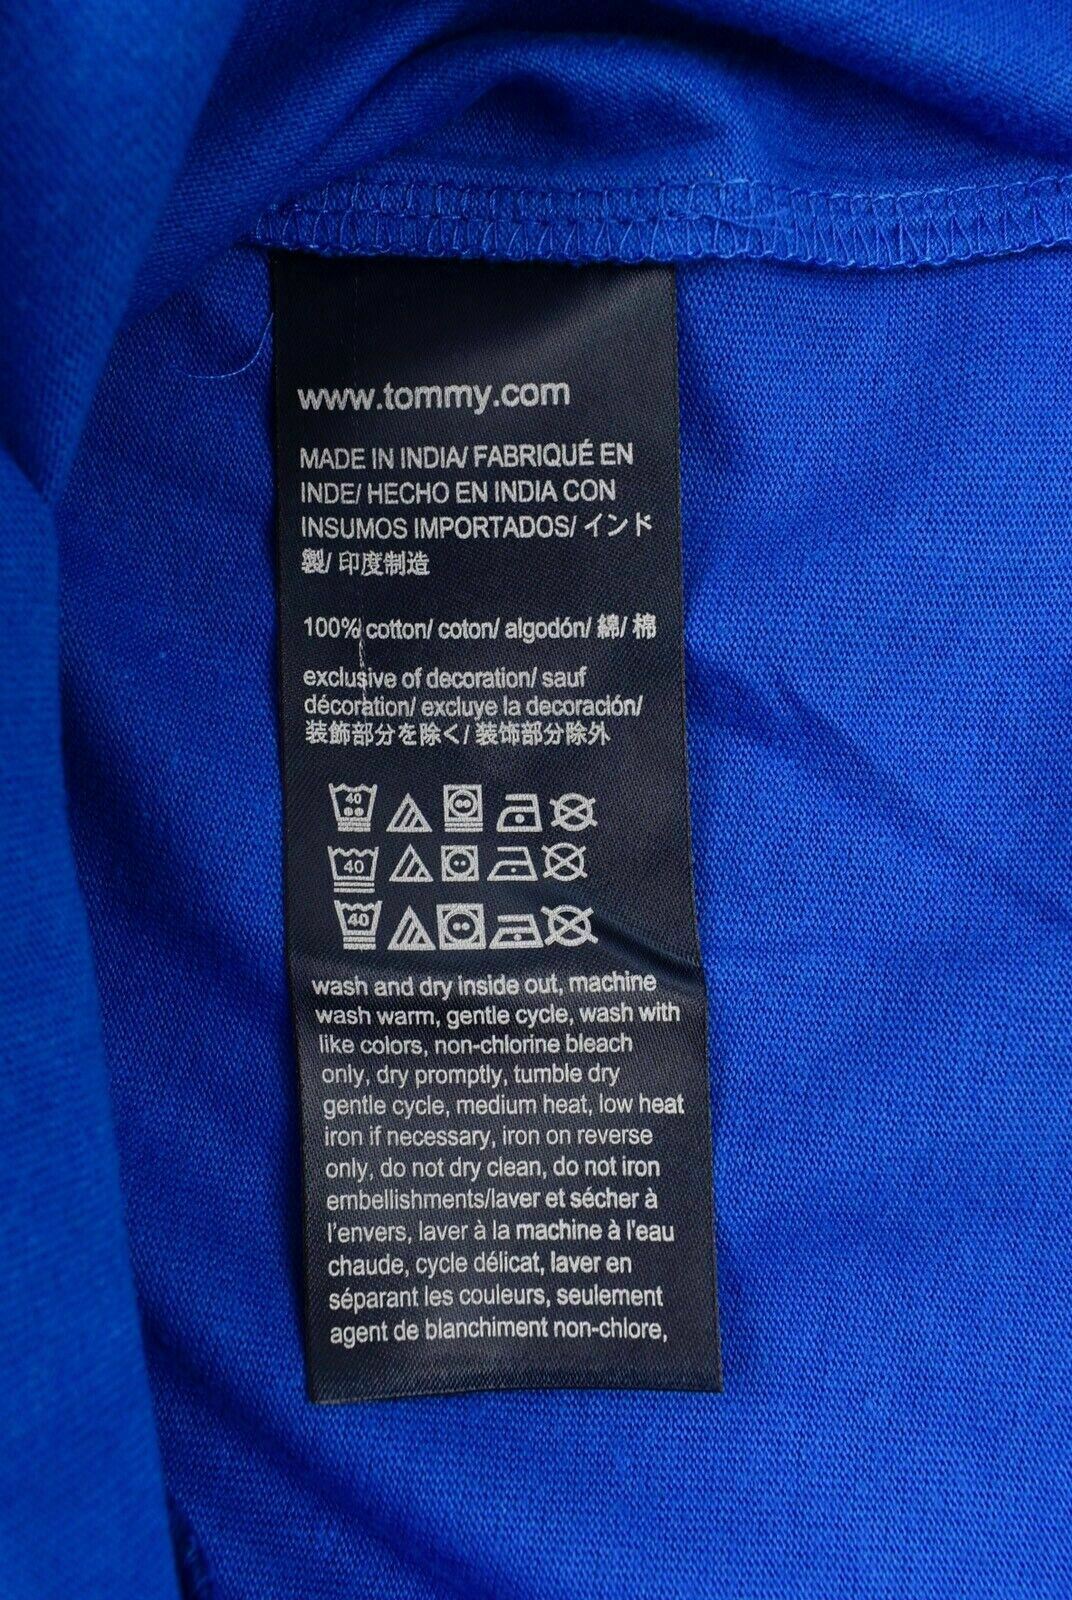 www.tommy.com
MADE IN INDIA/ FABRIQUÉ EN
INDE/ HECHO EN INDIA CON
INSUMOS IMPORTADOS/ インド
製/ 印度制造
100% cotton/ coton/ algodón/ 綿/ 棉
exclusive of decoration/ sauf
décoration/ excluye la decoración/
装飾部分を除く/ 装饰部分除外
40
40
40
wash and dry inside out, machine
wash warm, gentle cycle, wash with
like colors, non-chlorine bleach
only, dry promptly, tumble dry
gentle cycle, medium heat, low heat
iron if necessary, iron on reverse
only, do not dry clean, do not iron
embellishments/laver et sécher à
l'envers, laver à la machine à l'eau
chaude, cycle délicat, laver en
séparant les couleurs, seulement
agent de blanchiment non-chlore,